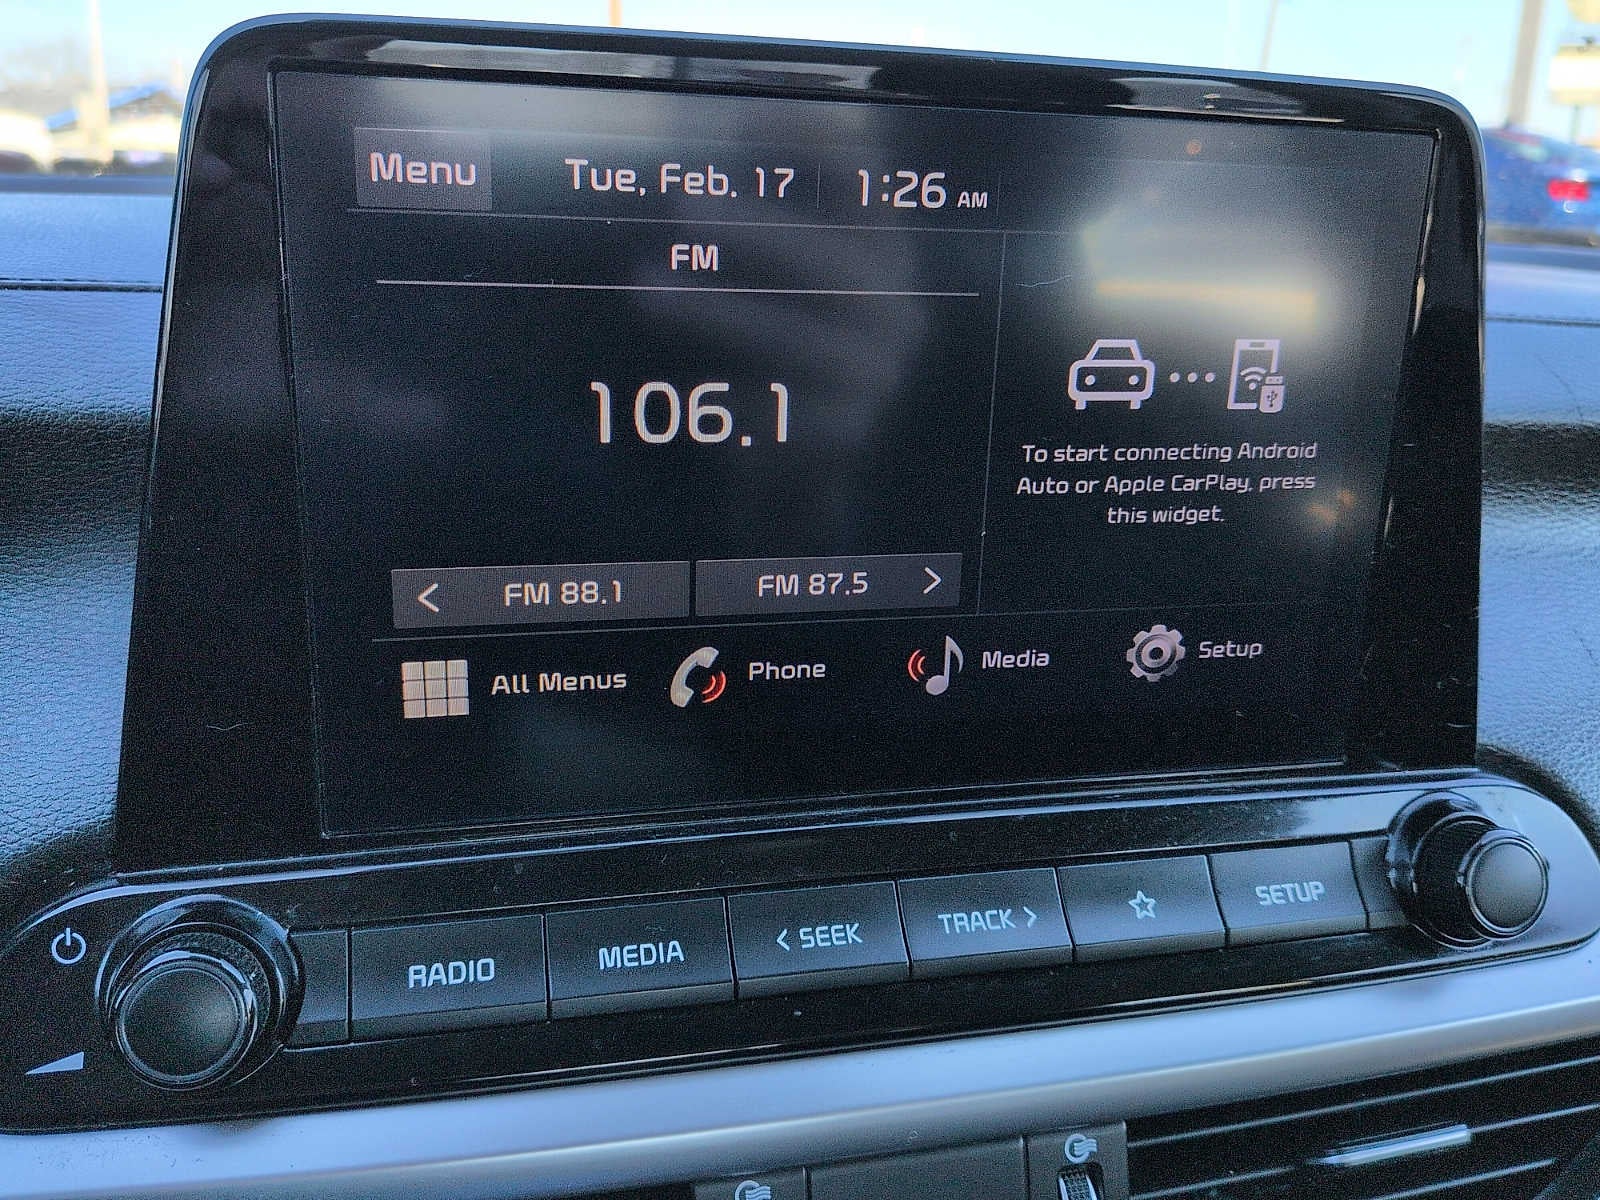 Menu Tue, Feb. 17 1:26 AM
FM
106.1
To start connecting Android
Auto or Apple CarPlay, press
this widget.
< FM 88.1 FM 87.5 >
All Menus Phone Media Setup
RADIO MEDIA < SEEK TRACK > SETUP